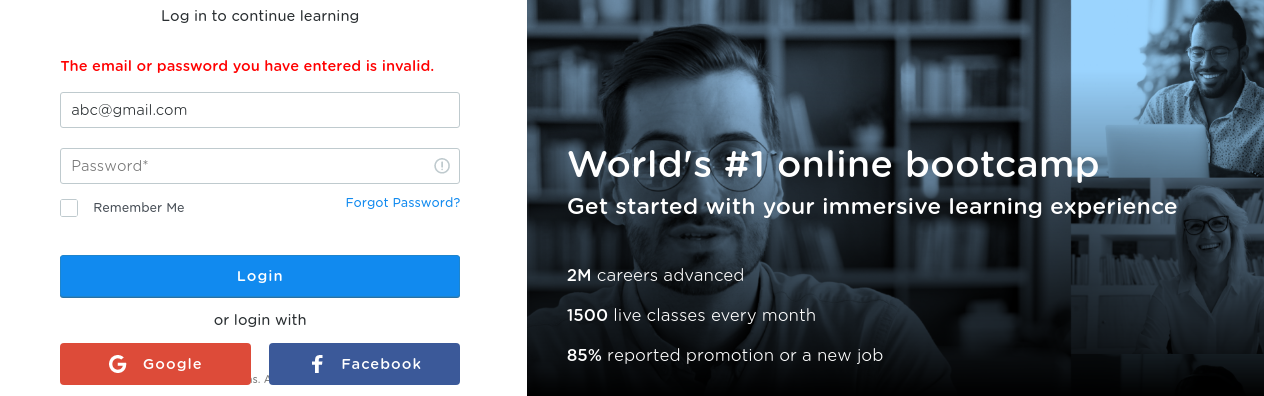 Log in to continue learning
The email or password you have entered is invalid.
abc@gmail.com
Password*
Remember Me
Forgot Password?
Login
or login with
Google
Facebook
World's #1 online bootcamp
Get started with your immersive learning experience
2M careers advanced
1500 live classes every month
85% reported promotion or a new job